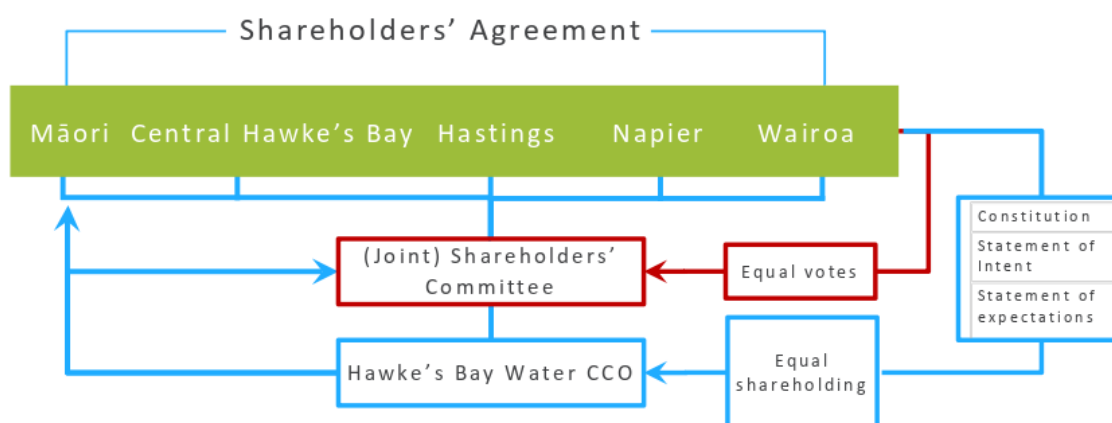 Shareholders’ Agreement
Māori Central Hawke’s Bay Hastings Napier Wairoa
Constitution
Statement of
Intent
Statement of
expectations
(Joint) Shareholders’
Committee
Equal votes
Hawke’s Bay Water CCO
Equal
shareholding